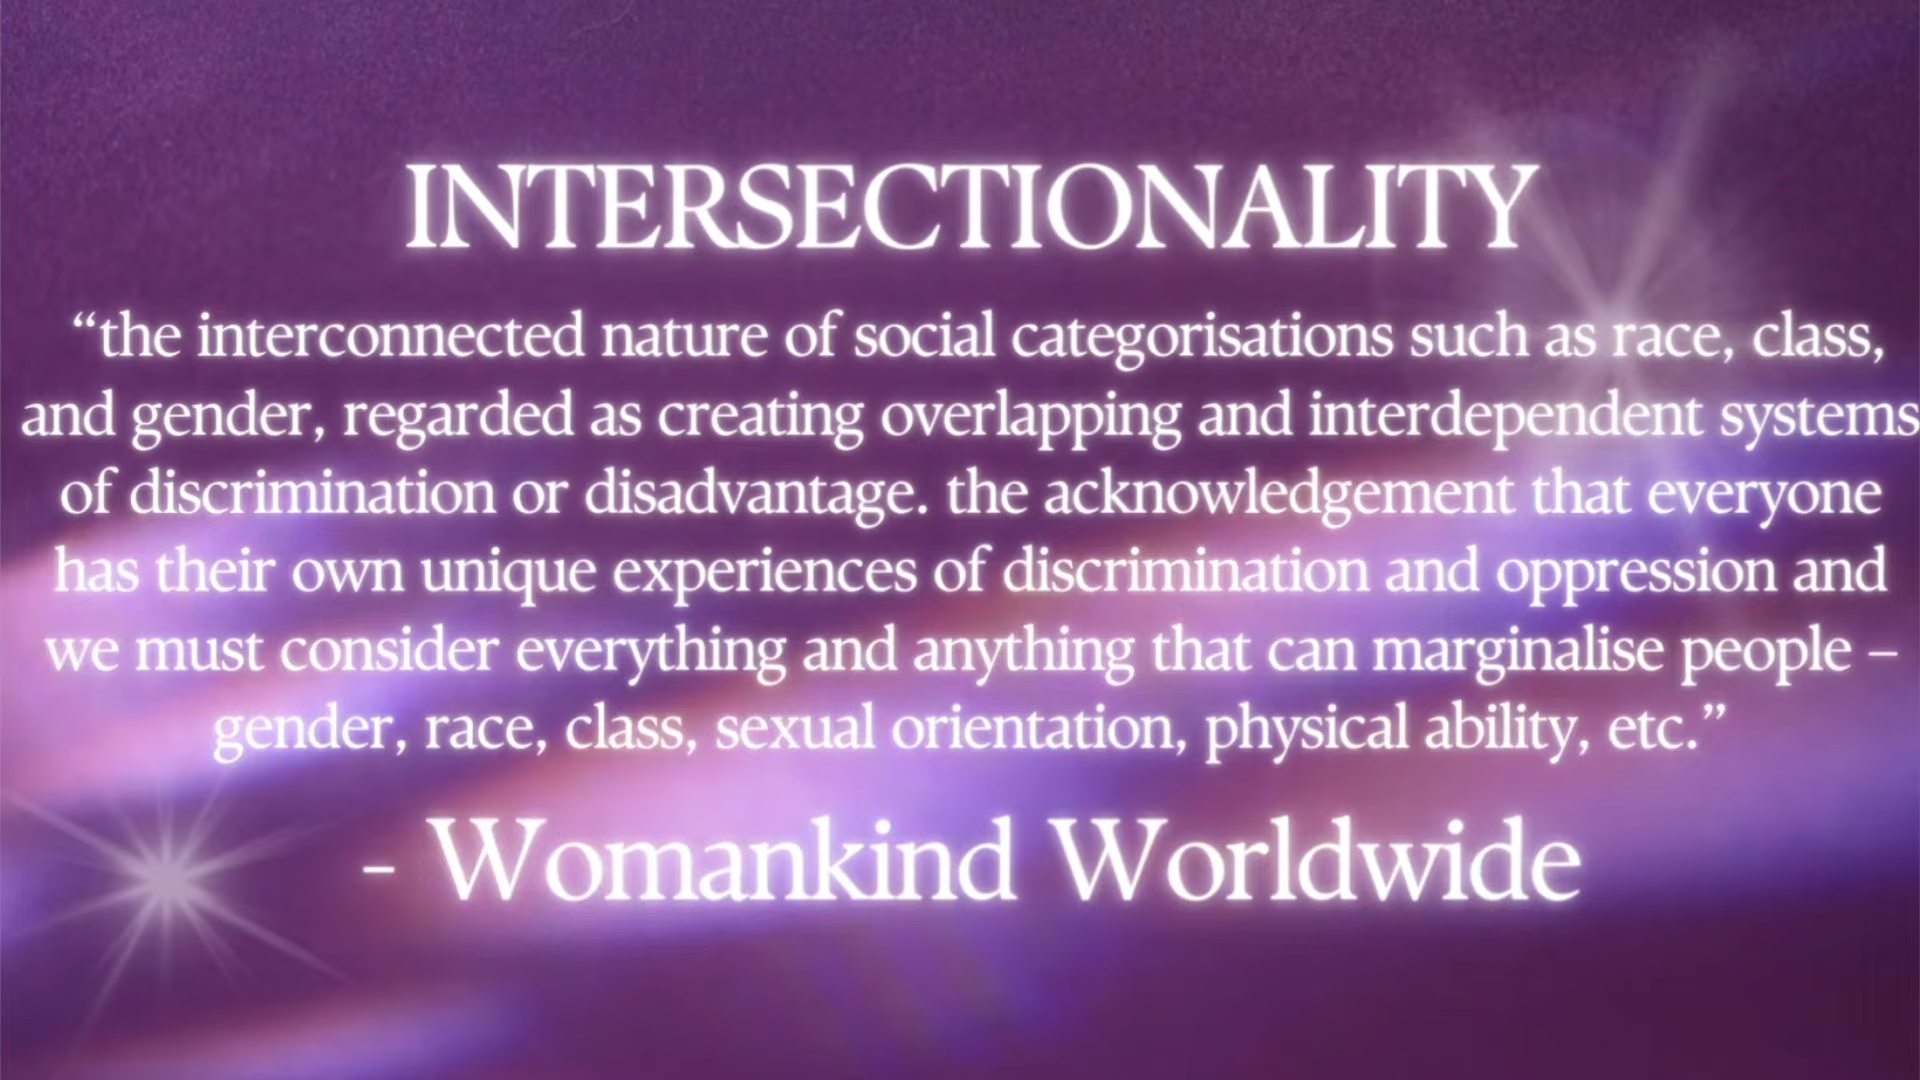 INTERSECTIONALITY
“the interconnected nature of social categorisations such as race, class,
and gender, regarded as creating overlapping and interdependent systems
of discrimination or disadvantage. the acknowledgement that everyone
has their own unique experiences of discrimination and oppression and
we must consider everything and anything that can marginalise people –
gender, race, class, sexual orientation, physical ability, etc.”
- Womankind Worldwide